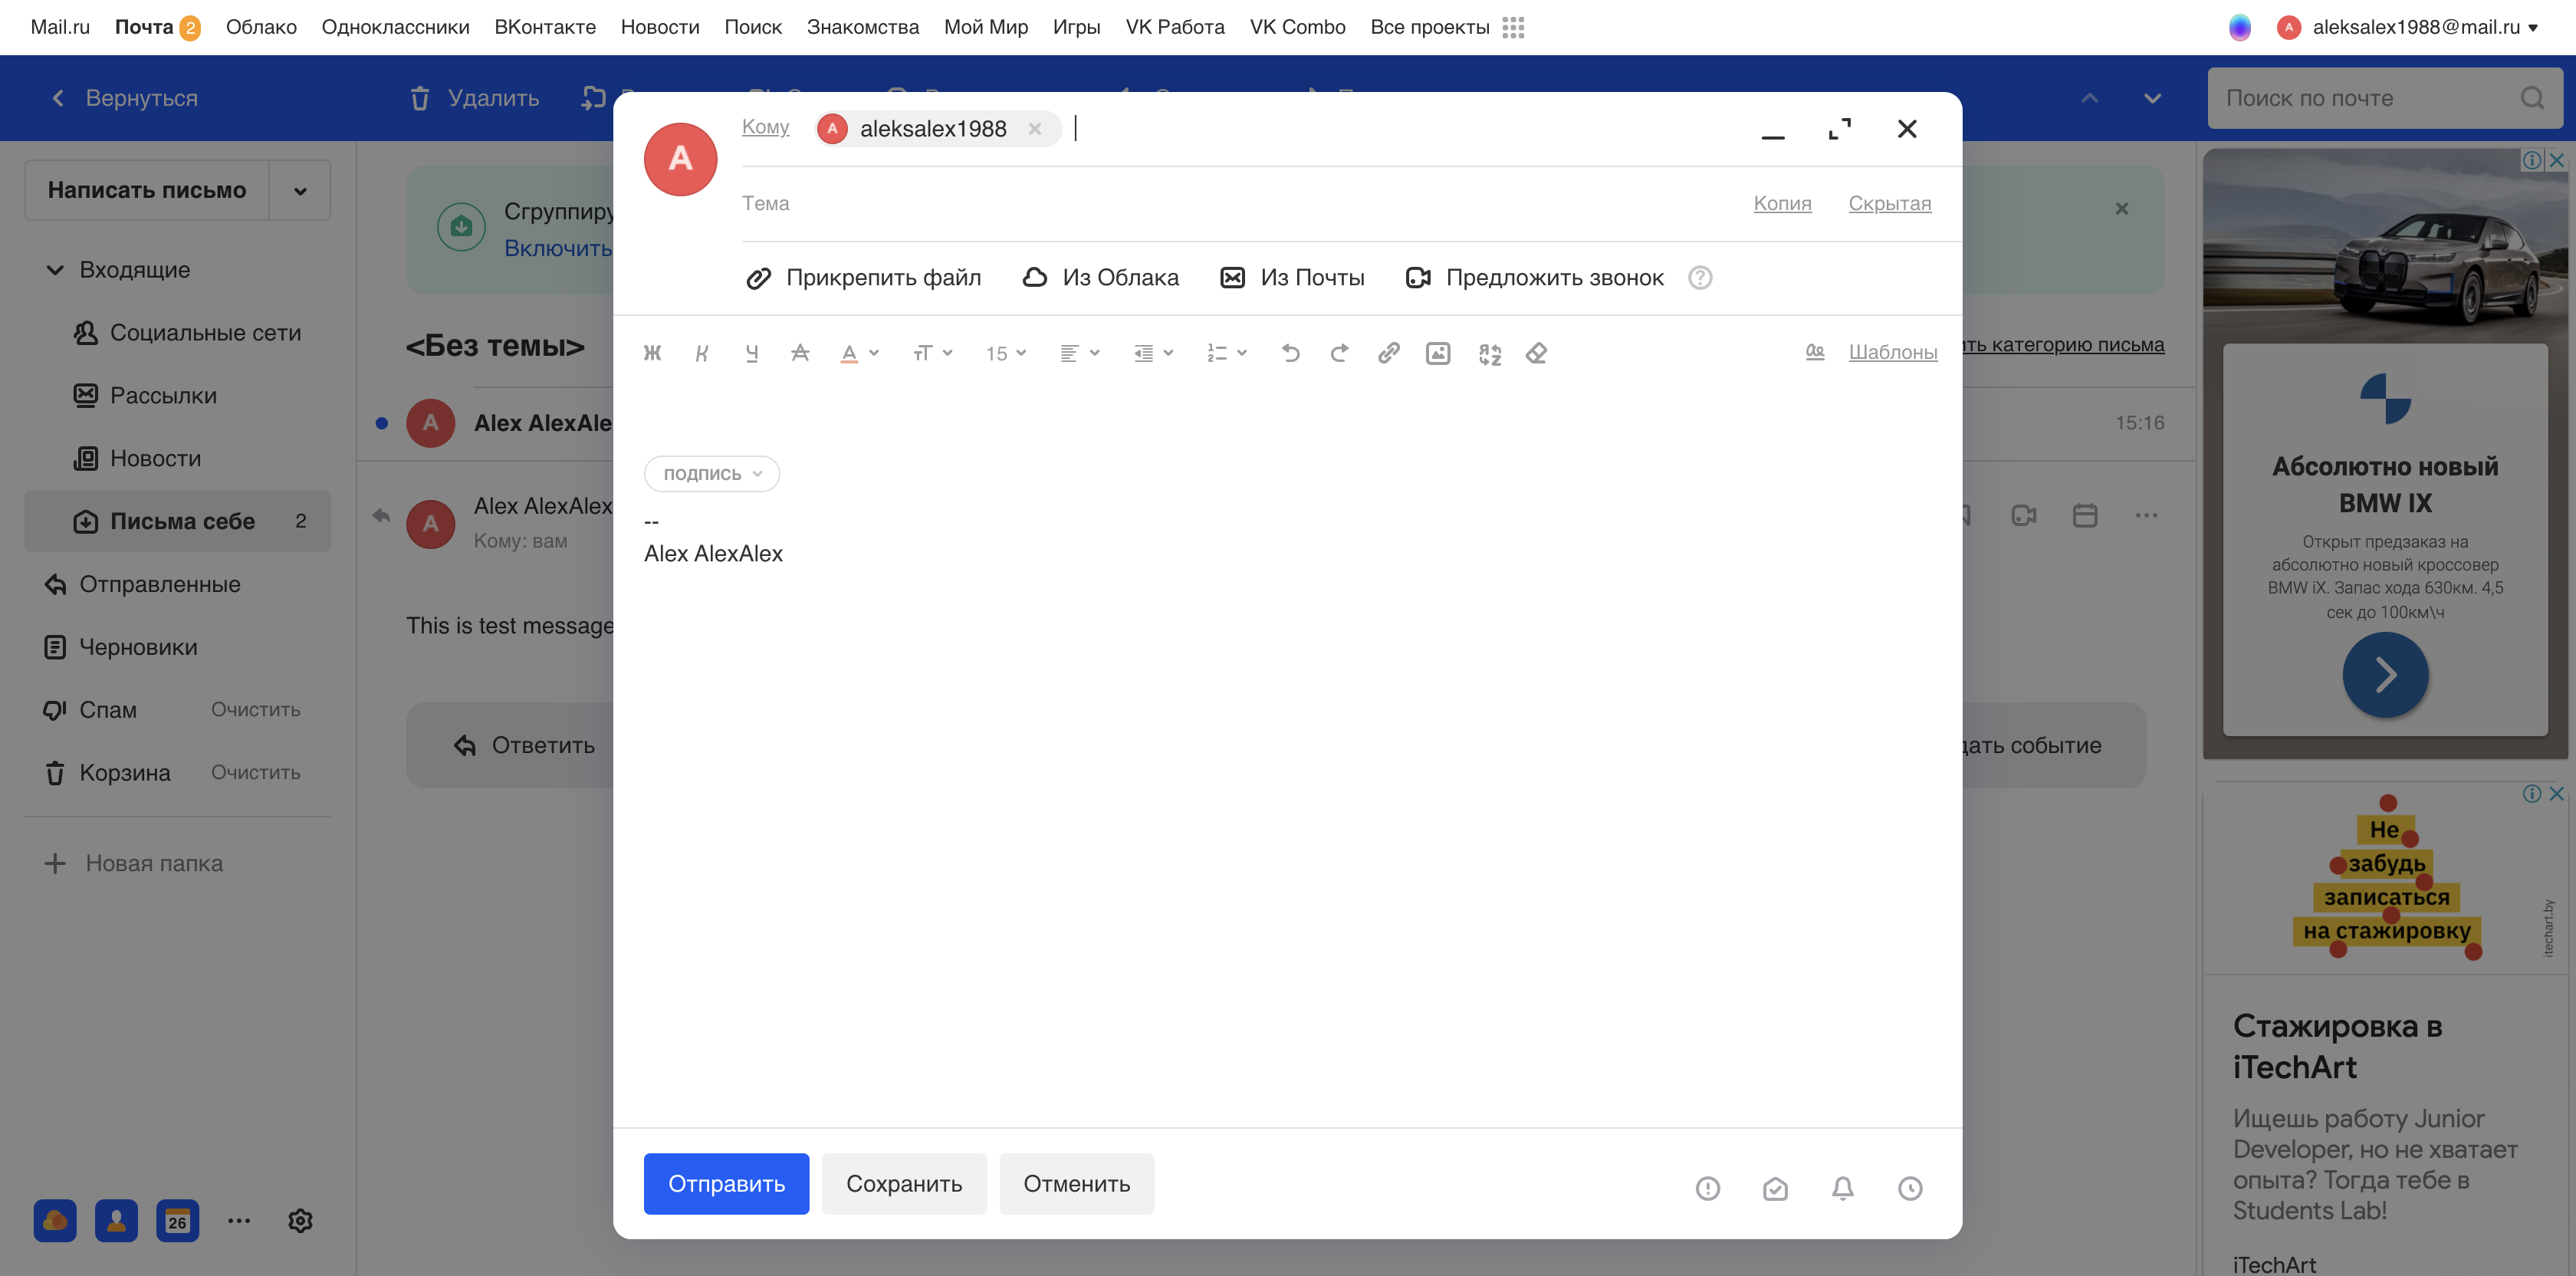 Mail.ru Почта 2 Облако Одноклассники ВКонтакте Новости Поиск Знакомства Мой Мир Игры VK Работа VK Combo Все проекты
A aleksalex1988@mail.ru
Вернуться
Удалить
Поиск по почте
Написать письмо
Входящие
Социальные сети
Рассылки
Новости
Письма себе 2
Отправленные
Черновики
Спам Очистить
Корзина Очистить
Новая папка
26
Включить
<Без темы>
категорию письма
A Alex
15:16
A Alex AlexAlex
Кому: вам
This is test message
Ответить
событие
A
Кому A aleksalex1988
Тема Копия Скрытая
Прикрепить файл Из Облака Из Почты Предложить звонок ?
Ж К Ч A A тТ 15 Шаблоны
ПОДПИСЬ
--
Alex AlexAlex
Отправить Сохранить Отменить
Абсолютно новый
BMW IX
Открыт предзаказ на
абсолютно новый кроссовер
BMW iX. Запас хода 630км. 4,5
сек до 100км\ч
Не
забудь
записаться
на стажировку
itechart.by
Стажировка в
iTechArt
Ищешь работу Junior
Developer, но не хватает
опыта? Тогда тебе в
Students Lab!
iTechArt